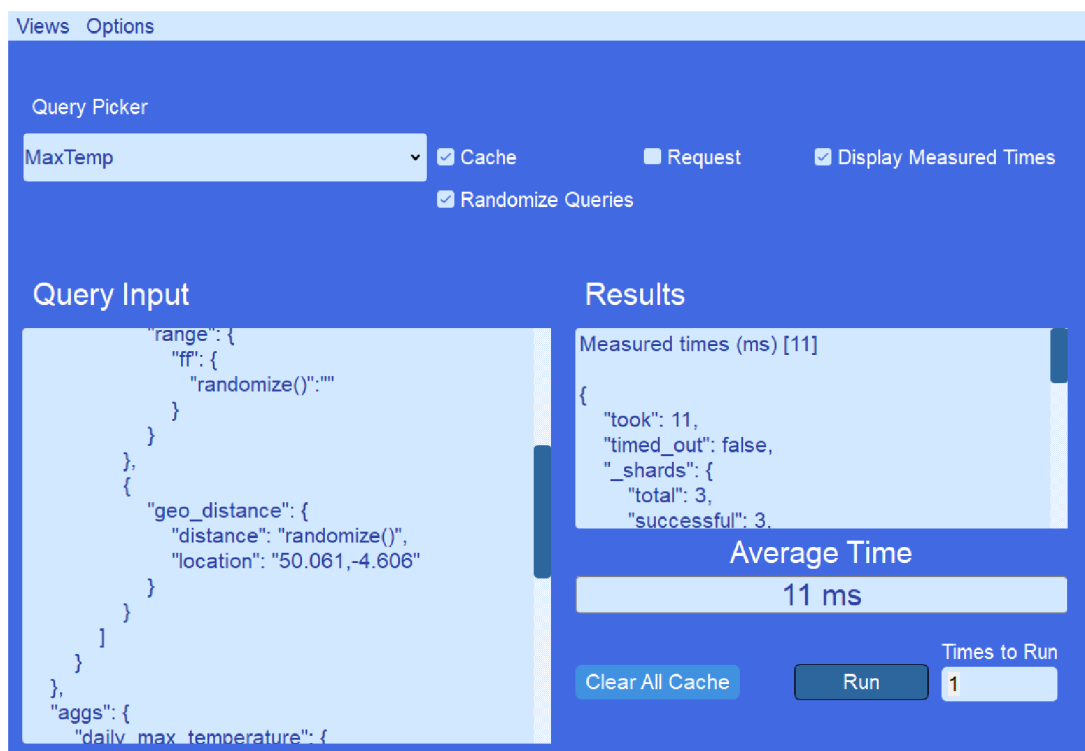 Views Options
Query Picker
MaxTemp
Cache
Request
Display Measured Times
Randomize Queries
Query Input
"range": {
"ff": {
"randomize()":""
}
}
},
{
"geo_distance": {
"distance": "randomize()",
"location": "50.061,-4.606"
}
}
]
}
},
"aggs": {
"daily_max_temperature": {
Results
Measured times (ms) [11]
{
"took": 11,
"timed_out": false,
"_shards": {
"total": 3,
"successful": 3,
Average Time
11 ms
Clear All Cache
Run
Times to Run
1